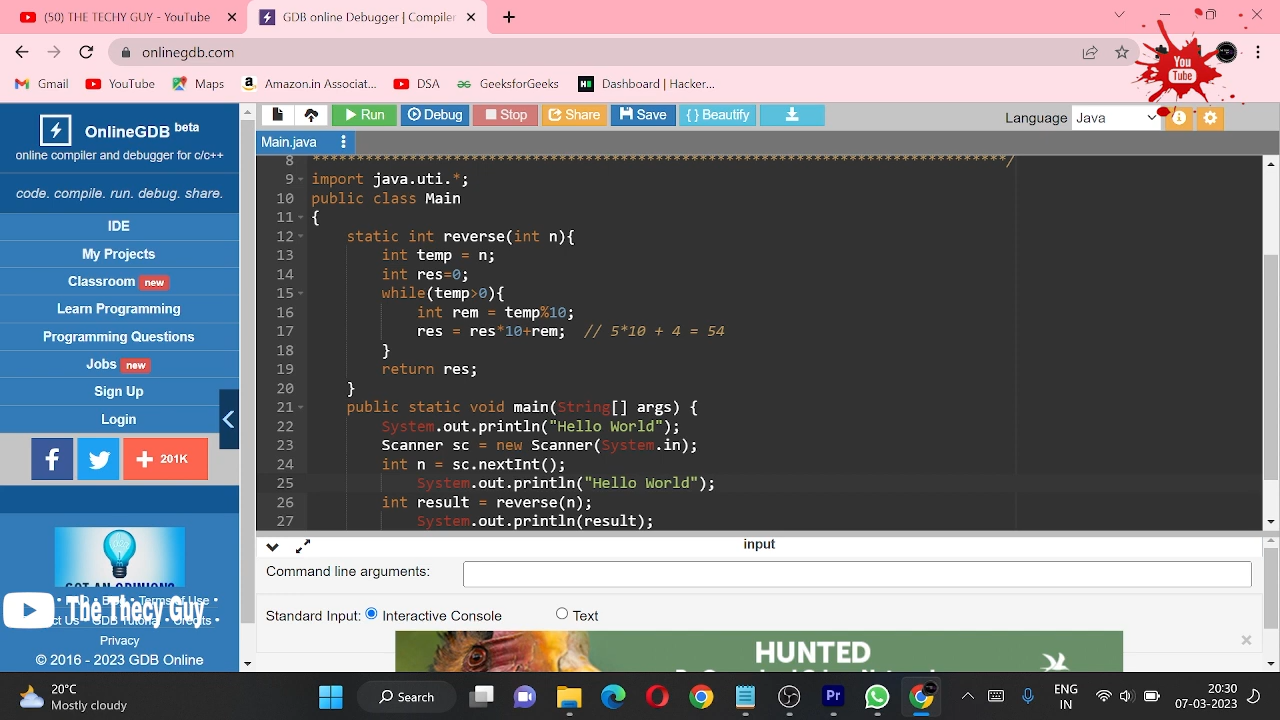 (50) THE TECHY GUY - YouTube
GDB online Debugger | Compiler
onlinegdb.com
Gmail
YouTube
Maps
Amazon.in Associat...
DSA
GeeksforGeeks
Dashboard | Hacker...
You
Tube
OnlineGDB beta
online compiler and debugger for c/c++
code. compile. run. debug. share.
IDE
My Projects
Classroom new
Learn Programming
Programming Questions
Jobs new
Sign Up
Login
f
+ 201K
GOT AN OPINION?
Terms of Use •
GDB Tutorial • Credits •
Privacy
© 2016 - 2023 GDB Online
The Thecy Guy
Run
Debug
Stop
Share
Save
{ } Beautify
Language Java
Main.java
8 *******************************************************************************/
9 import java.uti.*;
10 public class Main
11 {
12 static int reverse(int n){
13 int temp = n;
14 int res=0;
15 while(temp>0){
16 int rem = temp%10;
17 res = res*10+rem; // 5*10 + 4 = 54
18 }
19 return res;
20 }
21 public static void main(String[] args) {
22 System.out.println("Hello World");
23 Scanner sc = new Scanner(System.in);
24 int n = sc.nextInt();
25 System.out.println("Hello World");
26 int result = reverse(n);
27 System.out.println(result);
input
Command line arguments:
Standard Input: Interactive Console Text
HUNTED
20°C
Mostly cloudy
Search
Pr
ENG
IN
20:30
07-03-2023